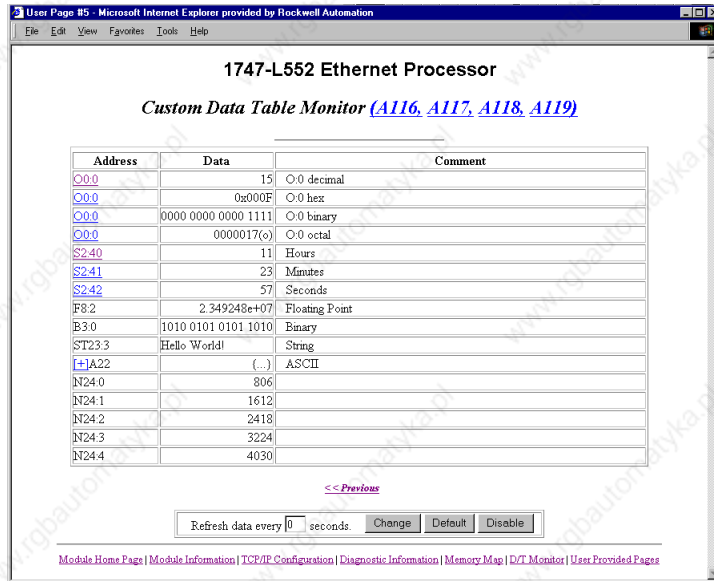 User Page #5 - Microsoft Internet Explorer provided by Rockwell Automation
File Edit View Favorites Tools Help
1747-L552 Ethernet Processor
Custom Data Table Monitor (A116, A117, A118, A119)
Address Data Comment
O0:0 15 O:0 decimal
O0:0 0x000F O:0 hex
O0:0 0000 0000 0000 1111 O:0 binary
O0:0 0000017(o) O:0 octal
S2:40 11 Hours
S2:41 23 Minutes
S2:42 57 Seconds
F8:2 2.349248e+07 Floating Point
B3:0 1010 0101 0101 1010 Binary
ST23:3 Hello World! String
[+]A22 (...) ASCII
N24:0 806
N24:1 1612
N24:2 2418
N24:3 3224
N24:4 4030
<< Previous
Refresh data every 0 seconds. Change Default Disable
Module Home Page | Module Information | TCP/IP Configuration | Diagnostic Information | Memory Map | D/T Monitor | User Provided Pages
www.rgbautomatyka.pl